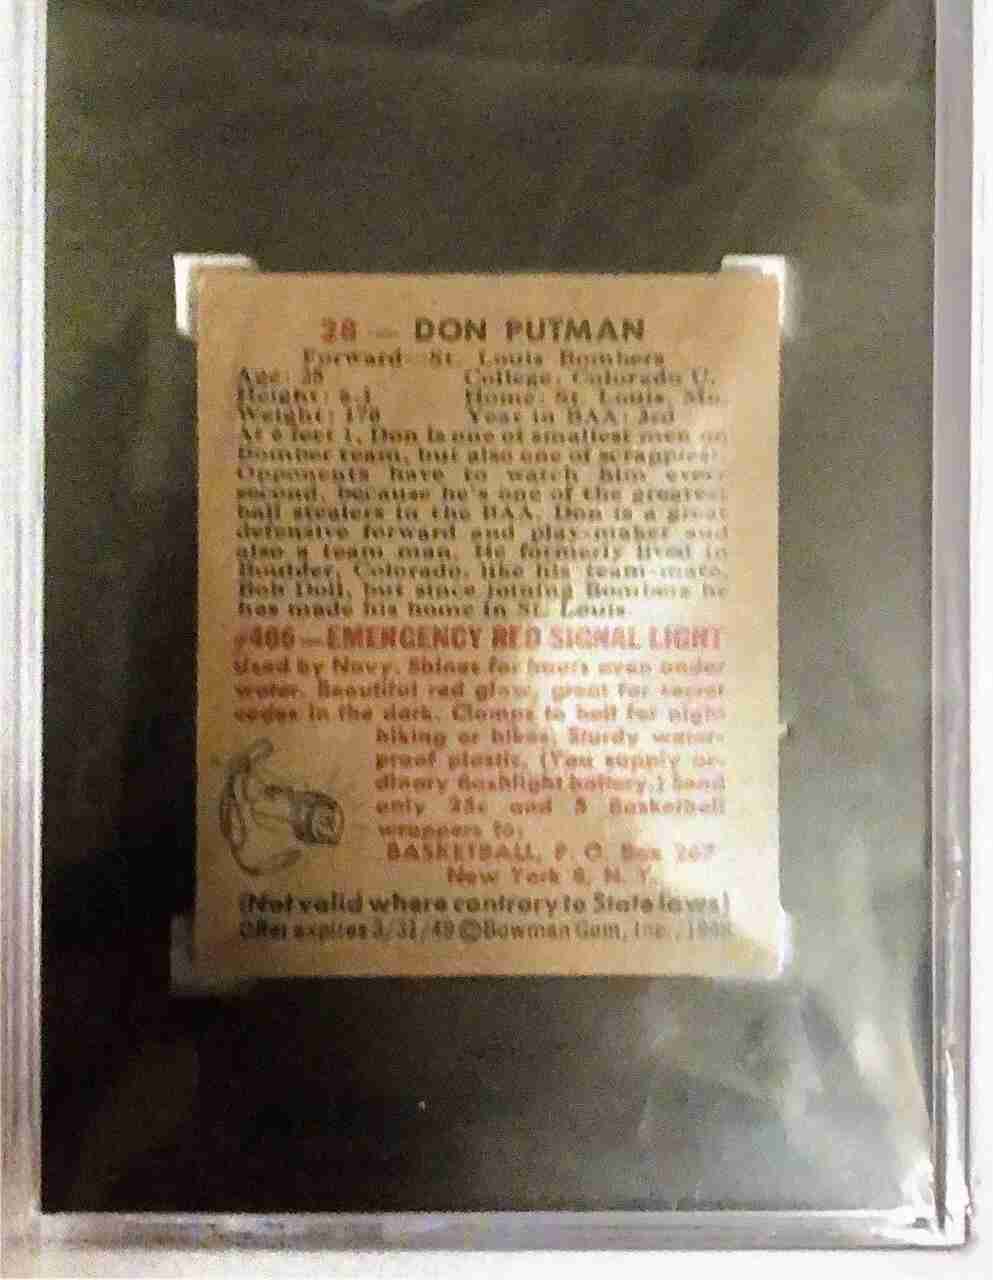 28 — DON PUTMAN
Forward—St. Louis Bombers
Age: 25 College: Colorado U.
Height: 6-1 Home: St. Louis, Mo.
Weight: 170 Year in BAA: 3rd
At 6 feet 1, Don is one of smallest men on
Bomber team, but also one of scrappiest.
Opponents have to watch him every
second, because he's one of the greatest
ball stealers in the BAA. Don is a great
defensive forward and play-maker and
also a team man. He formerly lived in
Boulder, Colorado, like his team-mate,
Bob Doll, but since joining Bombers he
has made his home in St. Louis.
#406—EMERGENCY RED SIGNAL LIGHT
Used by Navy. Shines for hours even under
water. Beautiful red glow, great for secret
codes in the dark. Clamps to belt for night
hiking or bikes. Sturdy water-
proof plastic. (You supply or-
dinary flashlight battery.) Send
only 25c and 5 Basketball
wrappers to:
BASKETBALL, P. O. Box 267
New York 8, N. Y.
(Not valid where contrary to State laws)
Offer expires 3/31/49 ©Bowman Gum, Inc., 1948